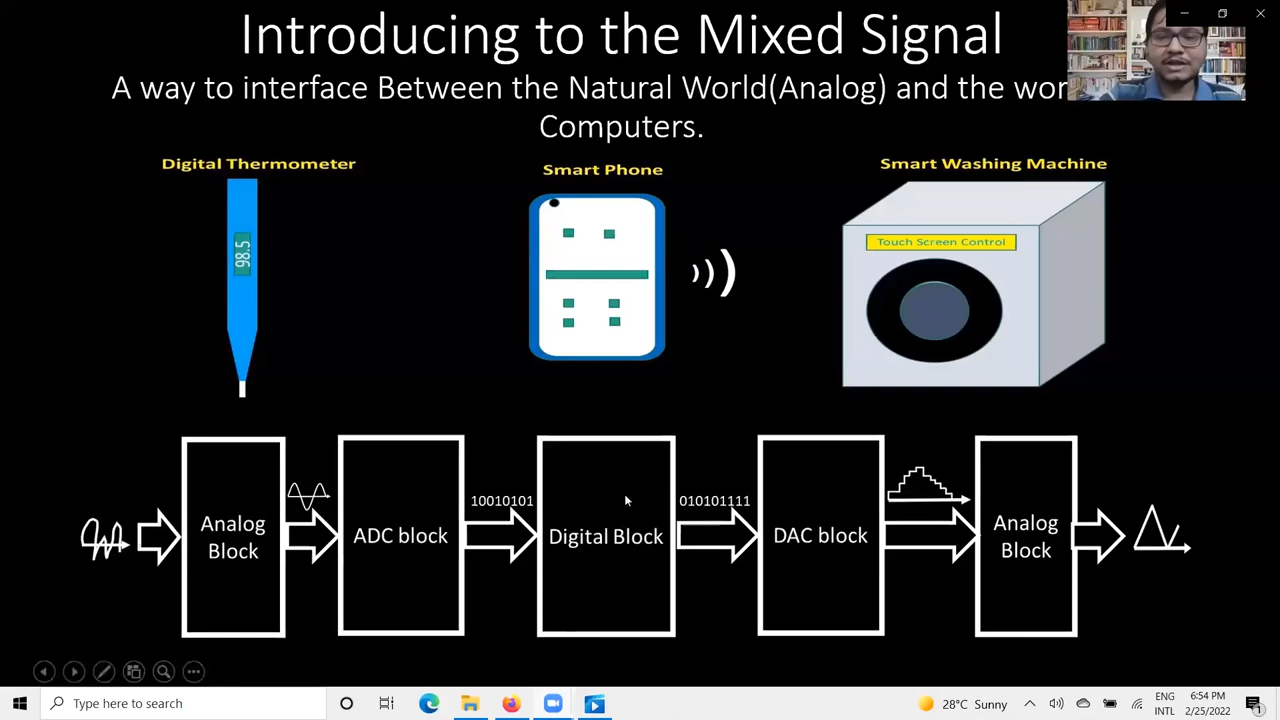 Introducing to the Mixed Signal
A way to interface Between the Natural World(Analog) and the wor
Computers.
Digital Thermometer
Smart Phone
Smart Washing Machine
98.5
Touch Screen Control
Analog
Block
ADC block
10010101
Digital Block
010101111
DAC block
Analog
Block
Type here to search
28°C Sunny
ENG
INTL
6:54 PM
2/25/2022
1